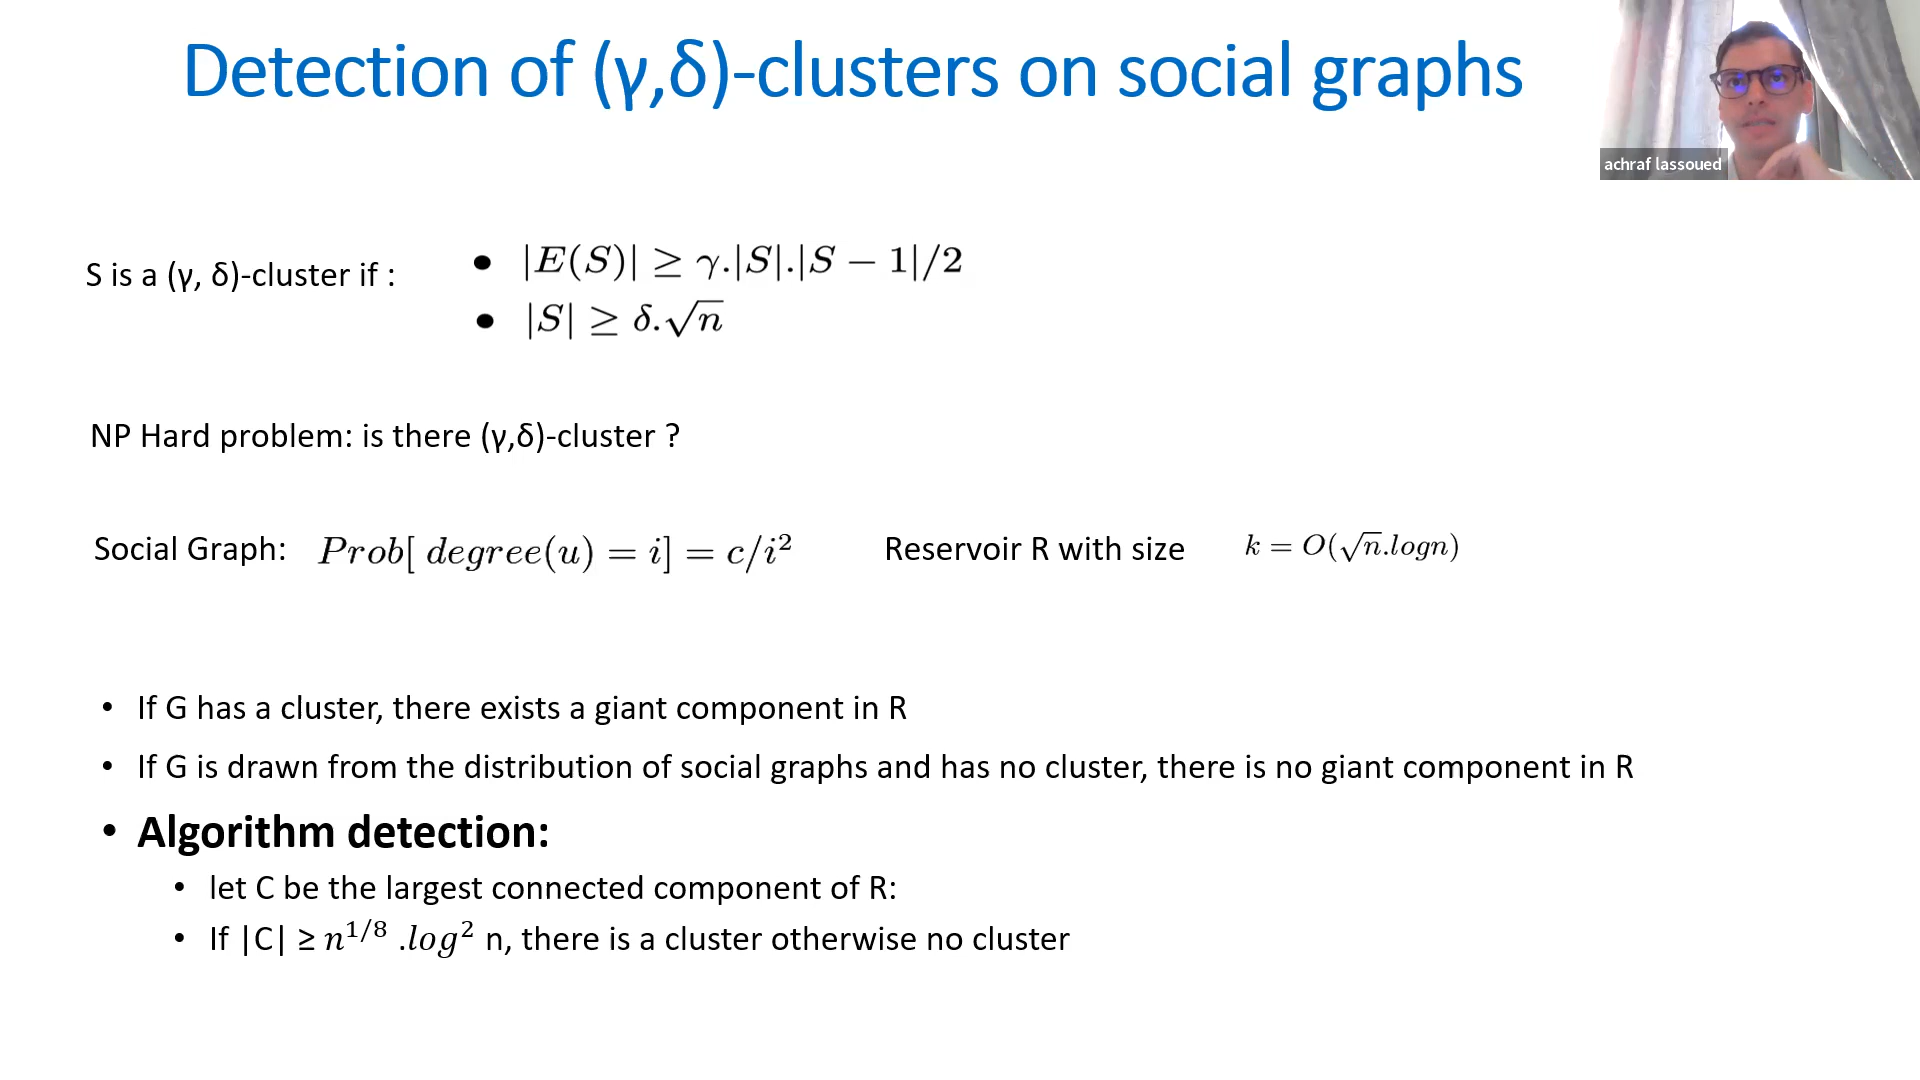 Detection of (γ,δ)-clusters on social graphs
achraf lassoued
S is a (γ, δ)-cluster if :
• |E(S)| ≥ γ.|S|.|S − 1|/2
• |S| ≥ δ.√n
NP Hard problem: is there (γ,δ)-cluster ?
Social Graph: Prob[ degree(u) = i] = c/i² Reservoir R with size k = O(√n.logn)
• If G has a cluster, there exists a giant component in R
• If G is drawn from the distribution of social graphs and has no cluster, there is no giant component in R
• Algorithm detection:
• let C be the largest connected component of R:
• If |C| ≥ n^{1/8} .log² n, there is a cluster otherwise no cluster